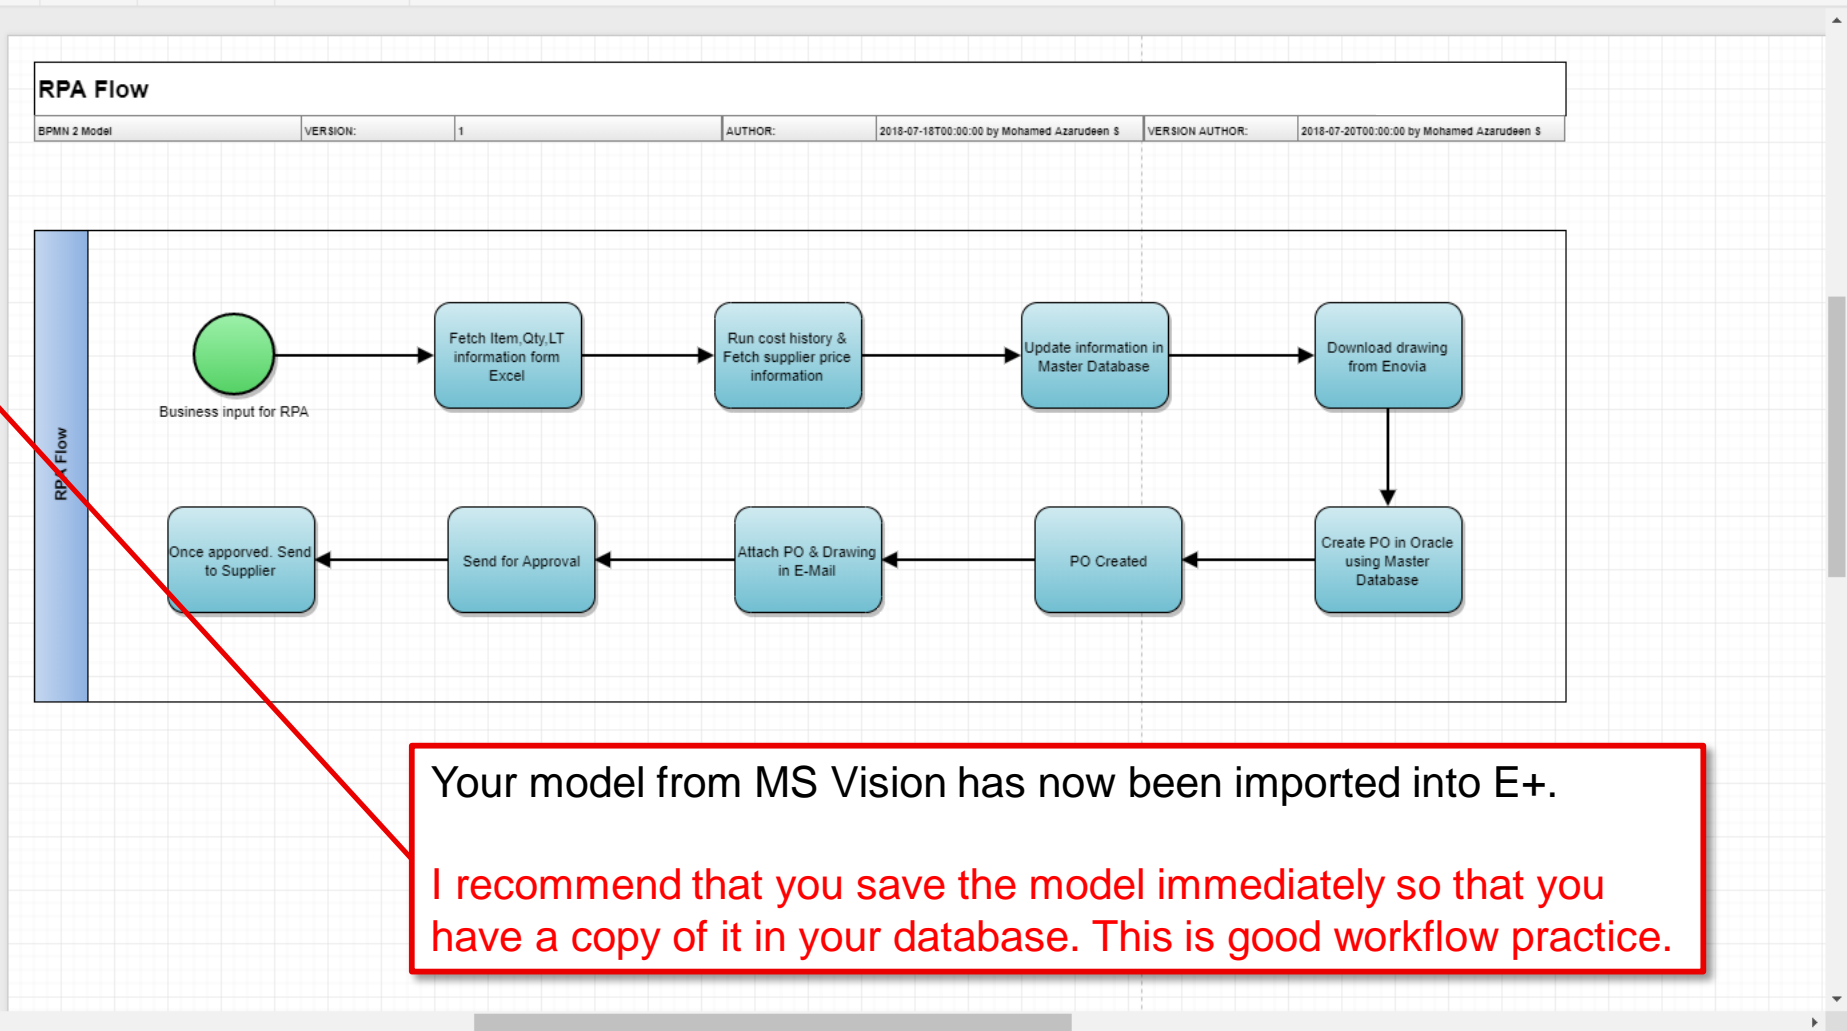 RPA Flow
BPMN 2 Model VERSION: 1 AUTHOR: 2018-07-18T00:00:00 by Mohamed Azarudeen S VERSION AUTHOR: 2018-07-20T00:00:00 by Mohamed Azarudeen S
RPA Flow
Business input for RPA
Fetch Item,Qty,LT
information form
Excel
Run cost history &
Fetch supplier price
information
Update information in
Master Database
Download drawing
from Enovia
Create PO in Oracle
using Master
Database
PO Created
Attach PO & Drawing
in E-Mail
Send for Approval
Once apporved. Send
to Supplier
Your model from MS Vision has now been imported into E+.
I recommend that you save the model immediately so that you
have a copy of it in your database. This is good workflow practice.